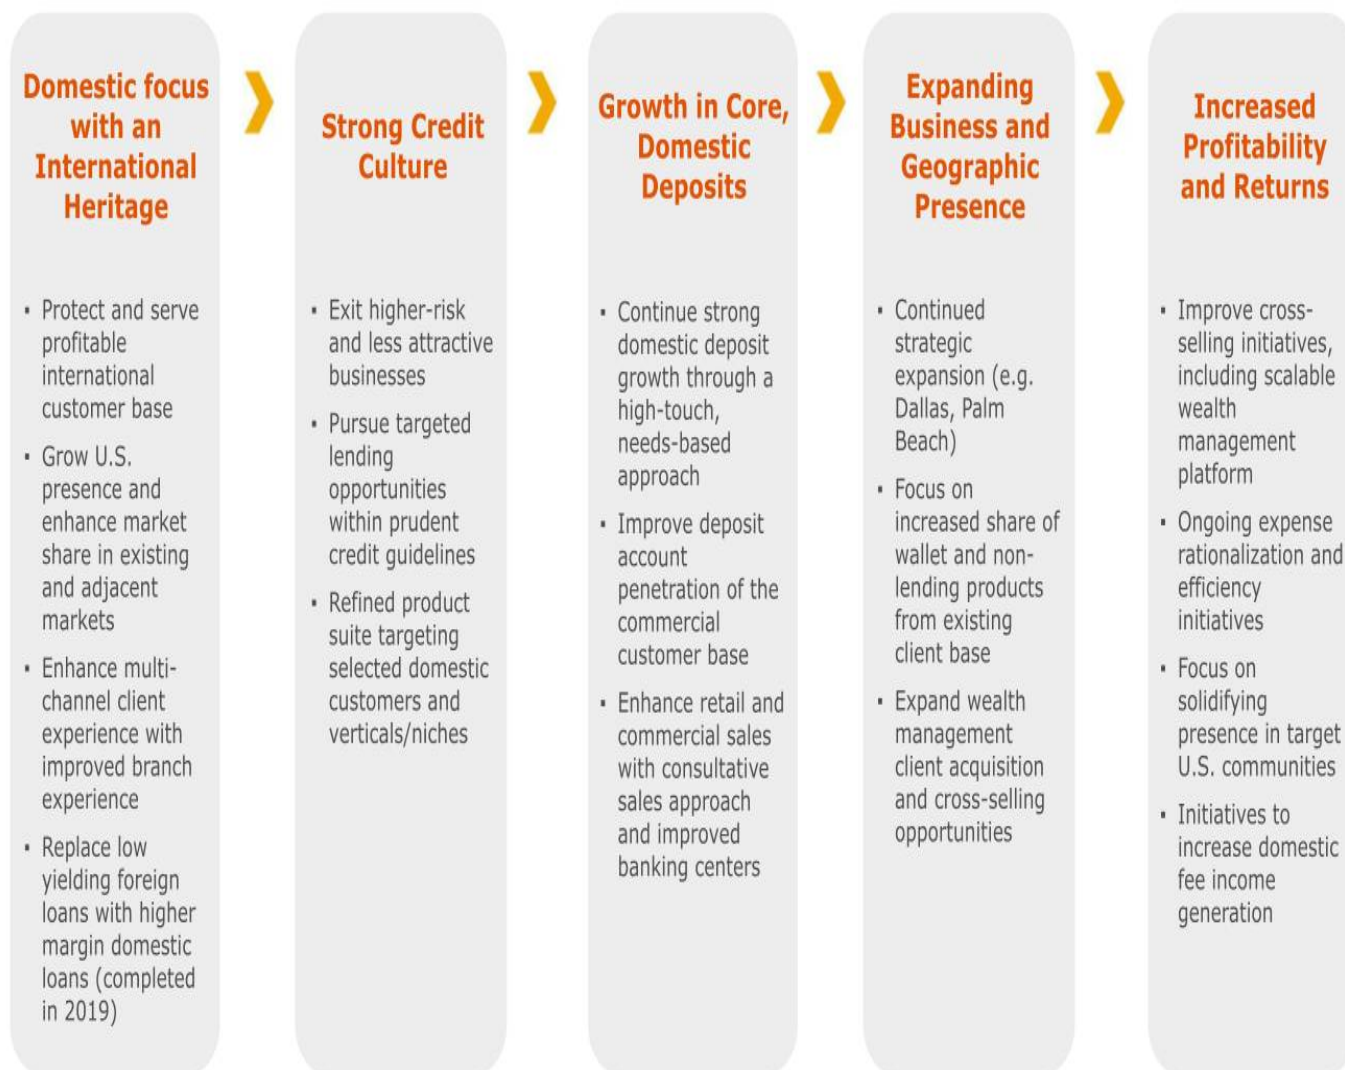 Domestic focus
with an
International
Heritage
▪ Protect and serve
profitable
international
customer base
▪ Grow U.S.
presence and
enhance market
share in existing
and adjacent
markets
▪ Enhance multi-
channel client
experience with
improved branch
experience
▪ Replace low
yielding foreign
loans with higher
margin domestic
loans (completed
in 2019)
Strong Credit
Culture
▪ Exit higher-risk
and less attractive
businesses
▪ Pursue targeted
lending
opportunities
within prudent
credit guidelines
▪ Refined product
suite targeting
selected domestic
customers and
verticals/niches
Growth in Core,
Domestic
Deposits
▪ Continue strong
domestic deposit
growth through a
high-touch,
needs-based
approach
▪ Improve deposit
account
penetration of the
commercial
customer base
▪ Enhance retail and
commercial sales
with consultative
sales approach
and improved
banking centers
Expanding
Business and
Geographic
Presence
▪ Continued
strategic
expansion (e.g.
Dallas, Palm
Beach)
▪ Focus on
increased share of
wallet and non-
lending products
from existing
client base
▪ Expand wealth
management
client acquisition
and cross-selling
opportunities
Increased
Profitability
and Returns
▪ Improve cross-
selling initiatives,
including scalable
wealth
management
platform
▪ Ongoing expense
rationalization and
efficiency
initiatives
▪ Focus on
solidifying
presence in target
U.S. communities
▪ Initiatives to
increase domestic
fee income
generation